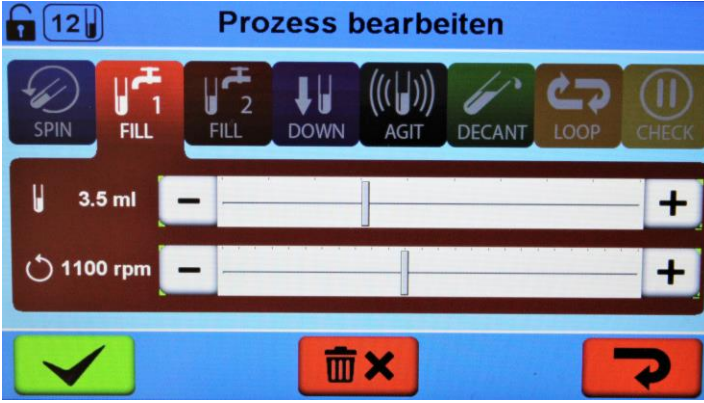 12
Prozess bearbeiten
SPIN
1
FILL
2
FILL
DOWN
AGIT
DECANT
LOOP
CHECK
3.5 ml
1100 rpm